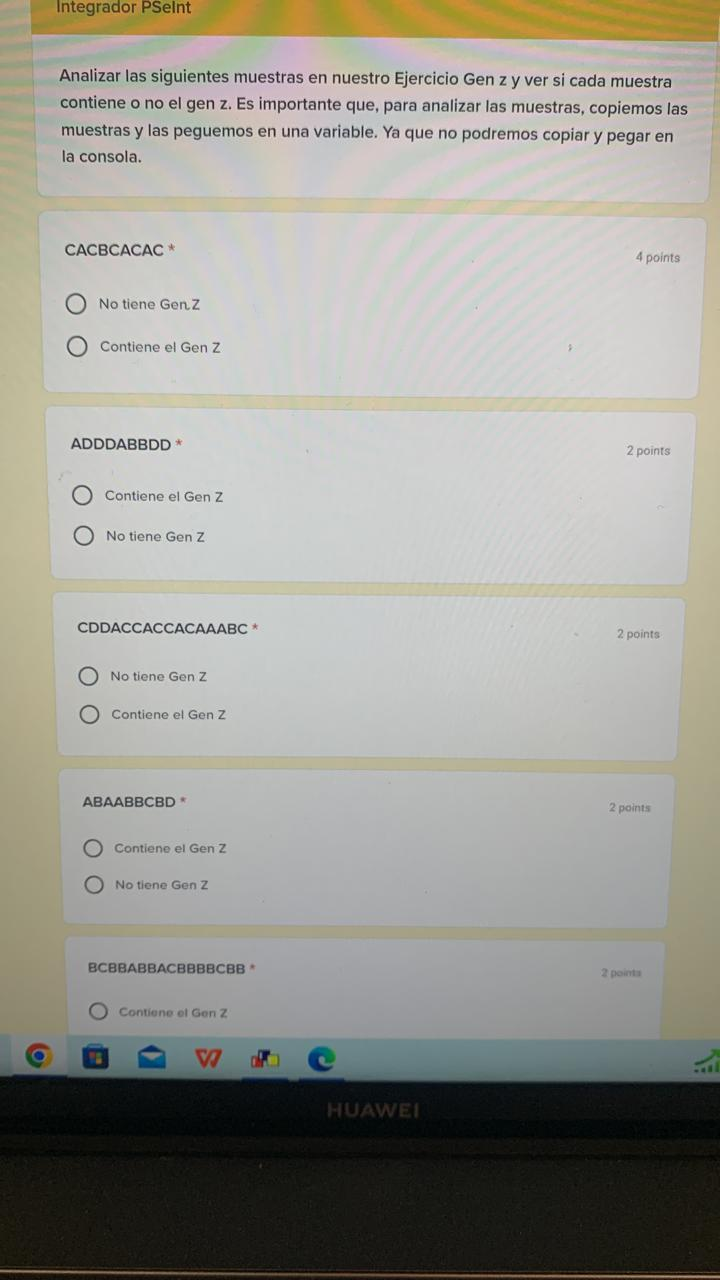 Integrador PSeInt
Analizar las siguientes muestras en nuestro Ejercicio Gen z y ver si cada muestra
contiene o no el gen z. Es importante que, para analizar las muestras, copiemos las
muestras y las peguemos en una variable. Ya que no podremos copiar y pegar en
la consola.
CACBCACAC *
4 points
No tiene Gen Z
Contiene el Gen Z
ADDDABBDD *
2 points
Contiene el Gen Z
No tiene Gen Z
CDDACCACCACAAABC *
2 points
No tiene Gen Z
Contiene el Gen Z
ABAABBCBD *
2 points
Contiene el Gen Z
No tiene Gen Z
BCBBABBACBBBBCBB *
2 points
Contiene el Gen Z
HUAWEI